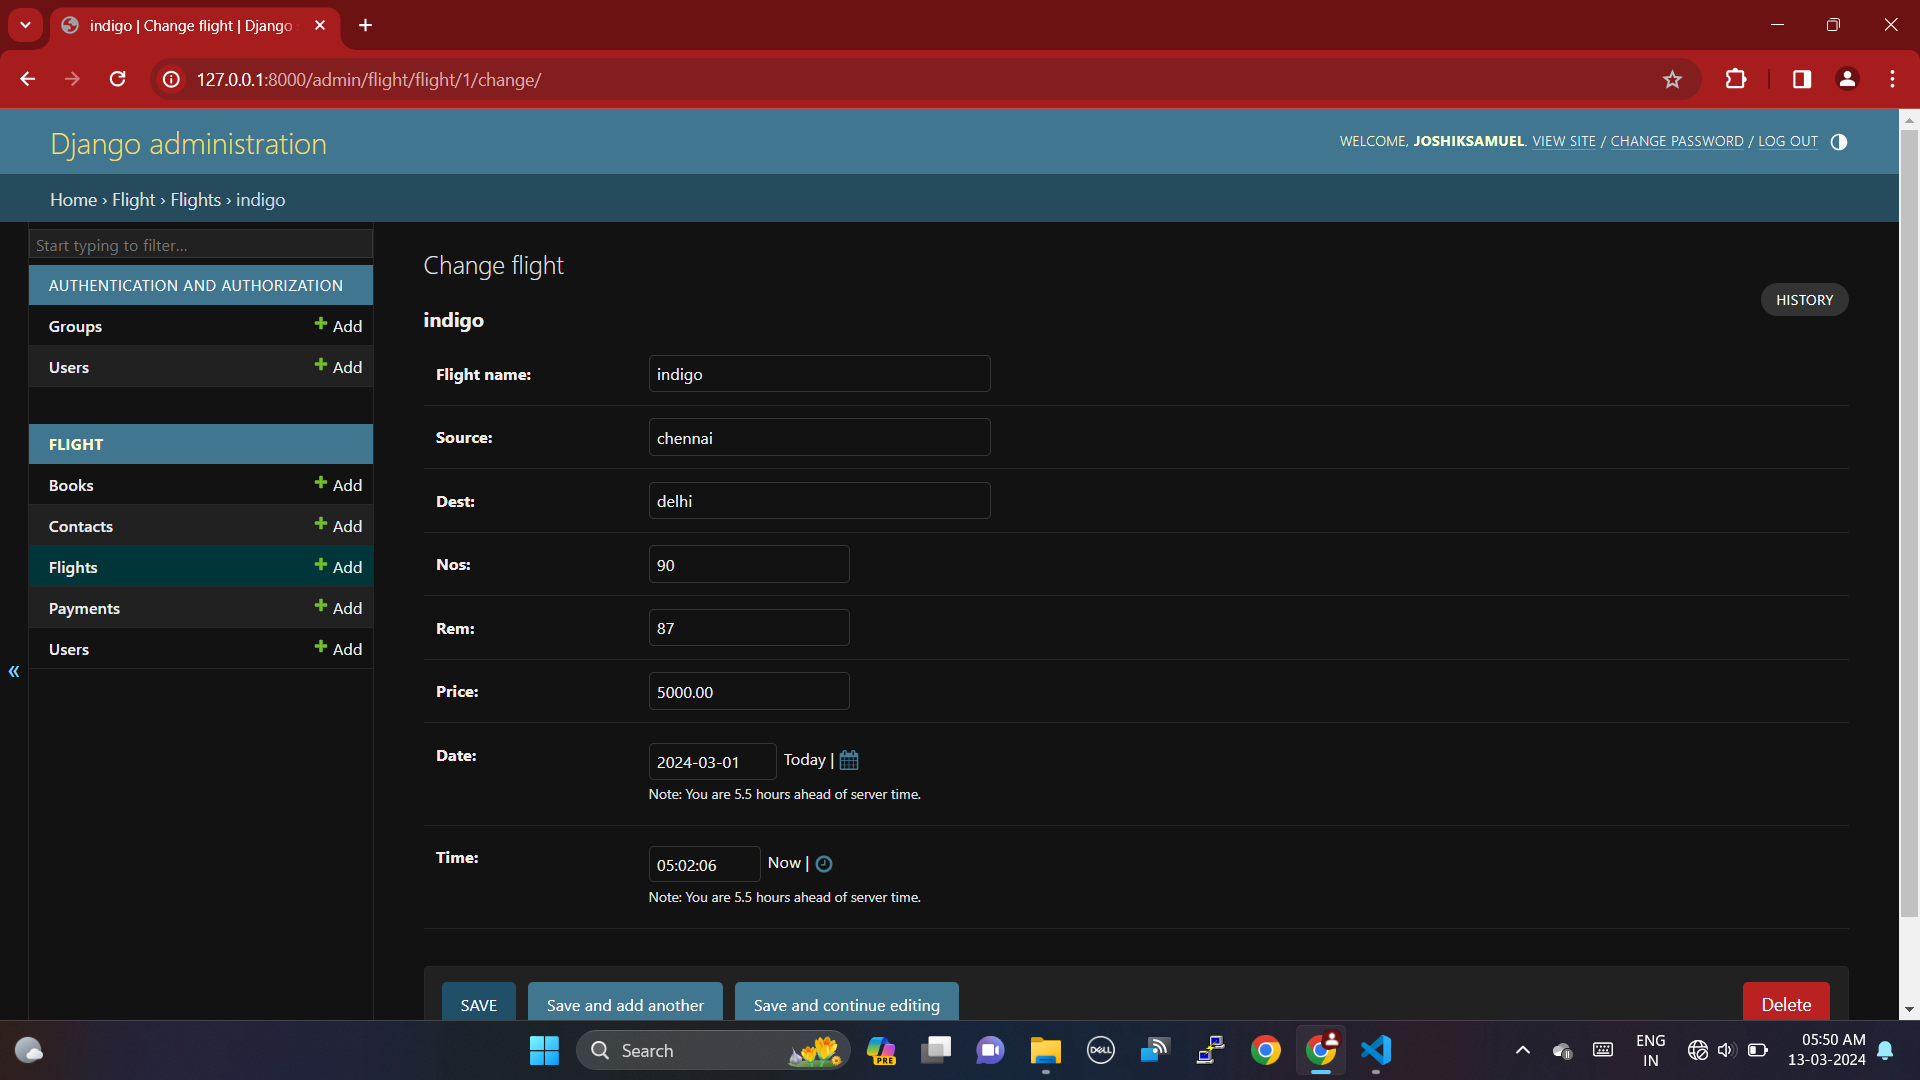 indigo | Change flight | Django
127.0.0.1:8000/admin/flight/flight/1/change/
Django administration
WELCOME, JOSHIKSAMUEL. VIEW SITE / CHANGE PASSWORD / LOG OUT
Home › Flight › Flights › indigo
Start typing to filter...
AUTHENTICATION AND AUTHORIZATION
Groups + Add
Users + Add
FLIGHT
Books + Add
Contacts + Add
Flights + Add
Payments + Add
Users + Add
«
Change flight
HISTORY
indigo
Flight name: indigo
Source: chennai
Dest: delhi
Nos: 90
Rem: 87
Price: 5000.00
Date: 2024-03-01 Today |
Note: You are 5.5 hours ahead of server time.
Time: 05:02:06 Now |
Note: You are 5.5 hours ahead of server time.
SAVE Save and add another Save and continue editing Delete
Search
PRE
DELL
ENG
IN
05:50 AM
13-03-2024